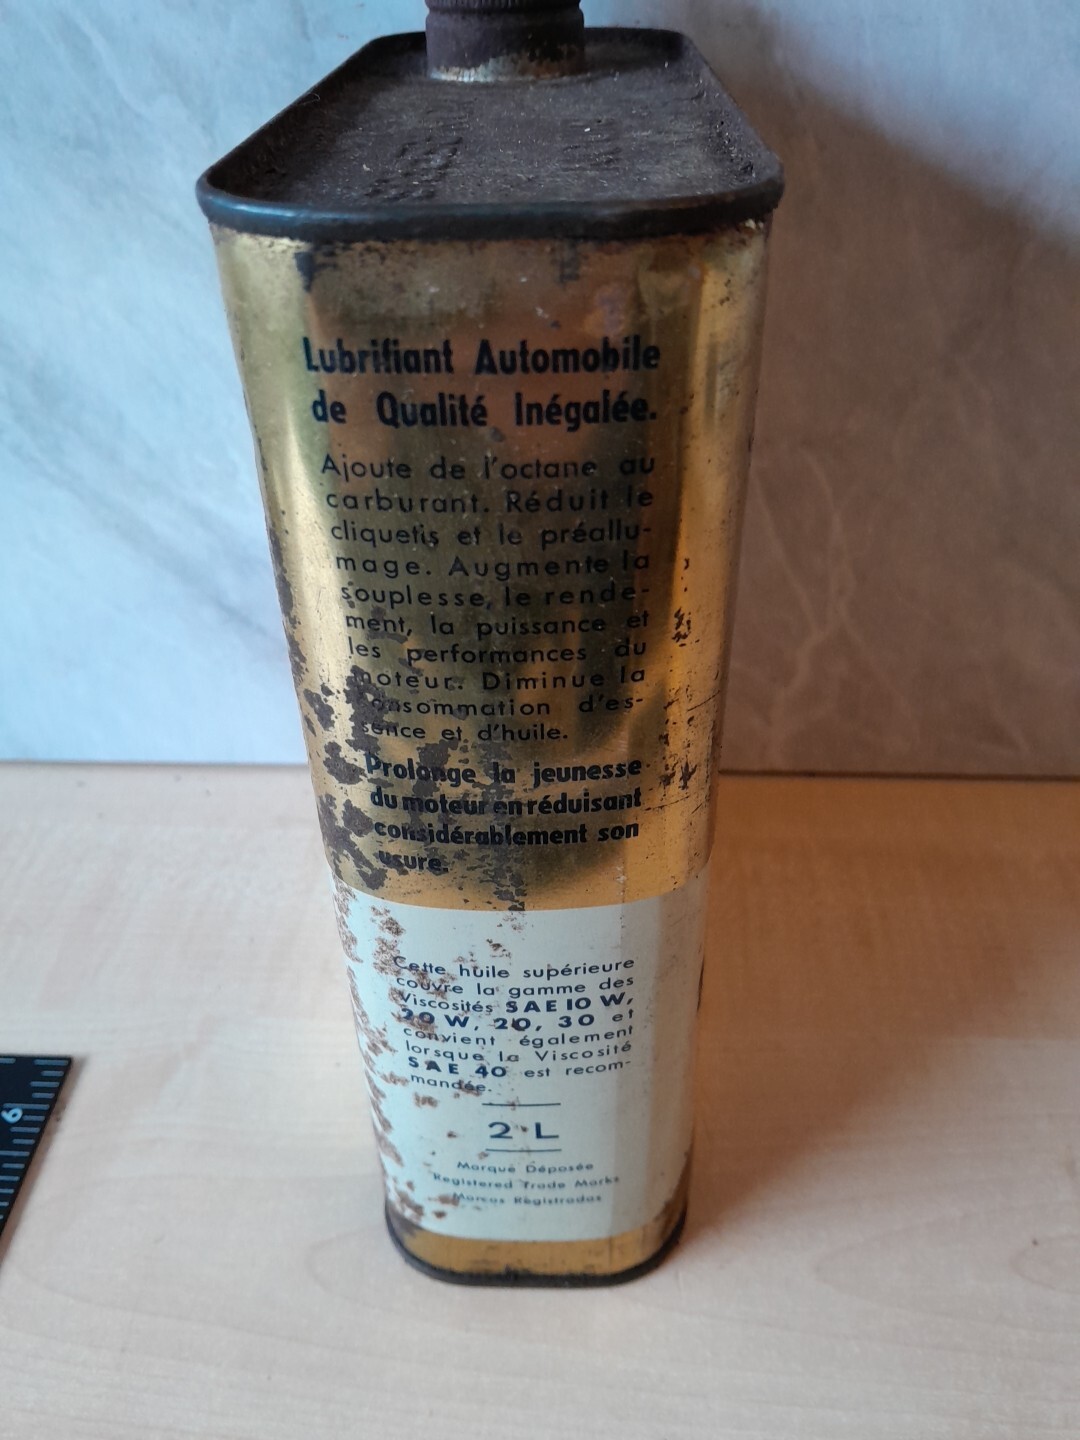 Lubrifiant Automobile
de Qualité Inégalée.
Ajoute de l'octane au
carburant. Réduit le
cliquetis et le préallu-
mage. Augmente la
souplesse, le rende-
ment, la puissance et
les performances du
moteur. Diminue la
consommation d'es-
sence et d'huile.
Prolonge la jeunesse
du moteur en réduisant
considérablement son
usure.
Cette huile supérieure
couvre la gamme des
Viscosités SAE 10 W,
20 W, 20, 30 et
convient également
lorsque la Viscosité
SAE 40 est recom-
mandée.
2 L
Marque Déposée
Registered Trade Marks
Marcas Registradas
6